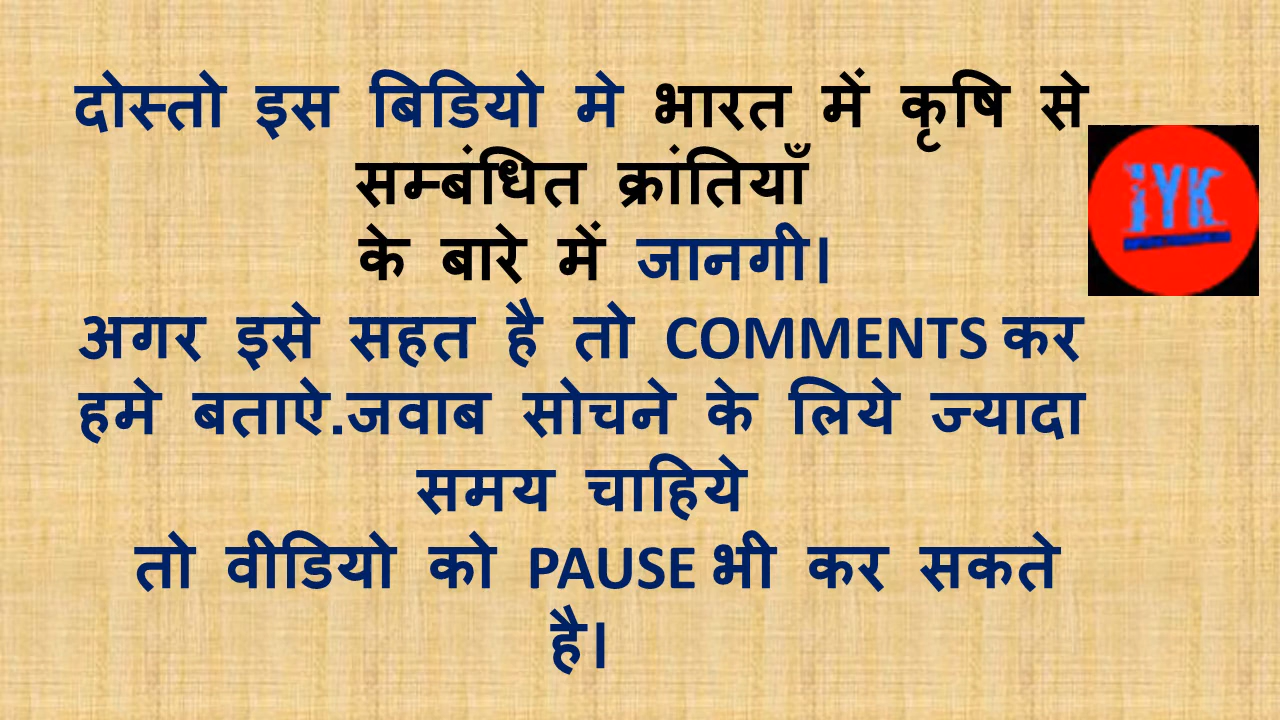 दोस्तो इस बिडियो मे भारत में कृषि से
सम्बंधित क्रांतियाँ
के बारे में जानगी।
अगर इसे सहत है तो COMMENTS कर
हमे बताऐ.जवाब सोचने के लिये ज्यादा
समय चाहिये
तो वीडियो को PAUSE भी कर सकते
है।
IYK